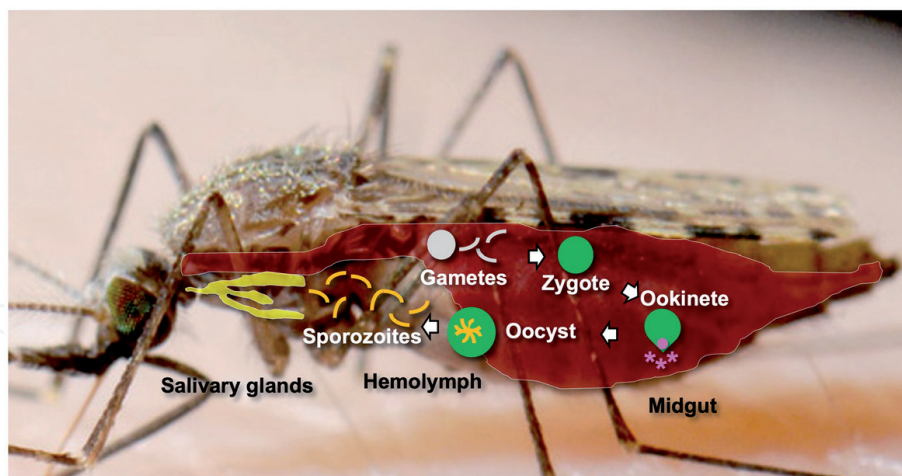 Gametes
Zygote
Ookinete
Sporozoites
Oocyst
Salivary glands
Hemolymph
Midgut